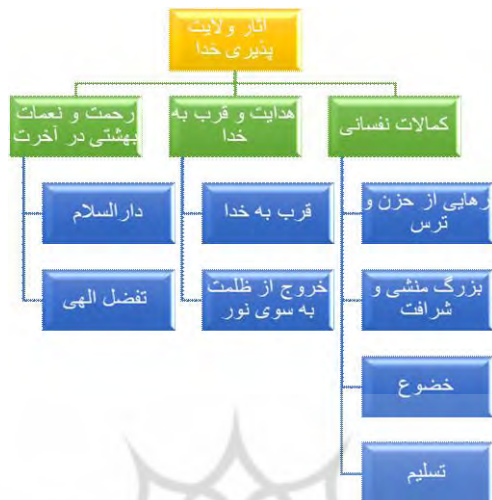 آثار ولایت
پذیری خدا
کمالات نفسانی
هدایت و قرب به
خدا
رحمت و نعمات
بهشتی در آخرت
رهایی از حزن و
ترس
بزرگ منشی و
شرافت
خضوع
تسلیم
قرب به خدا
خروج از ظلمت
به سوی نور
دارالسلام
تفضل الهی